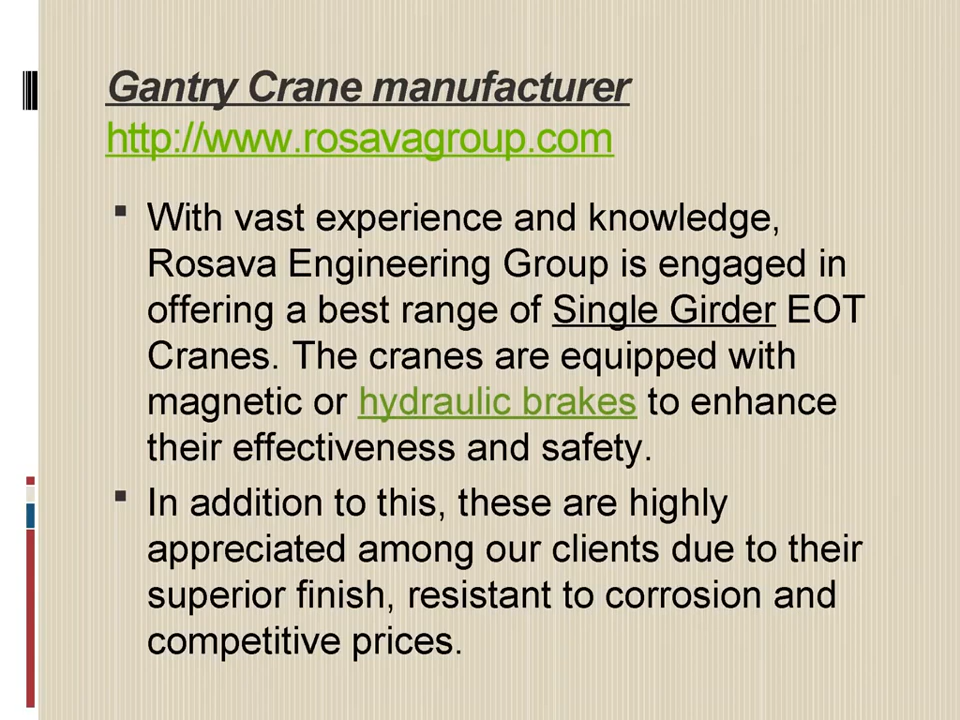 Gantry Crane manufacturer
http://www.rosavagroup.com
With vast experience and knowledge,
Rosava Engineering Group is engaged in
offering a best range of Single Girder EOT
Cranes. The cranes are equipped with
magnetic or hydraulic brakes to enhance
their effectiveness and safety.
In addition to this, these are highly
appreciated among our clients due to their
superior finish, resistant to corrosion and
competitive prices.